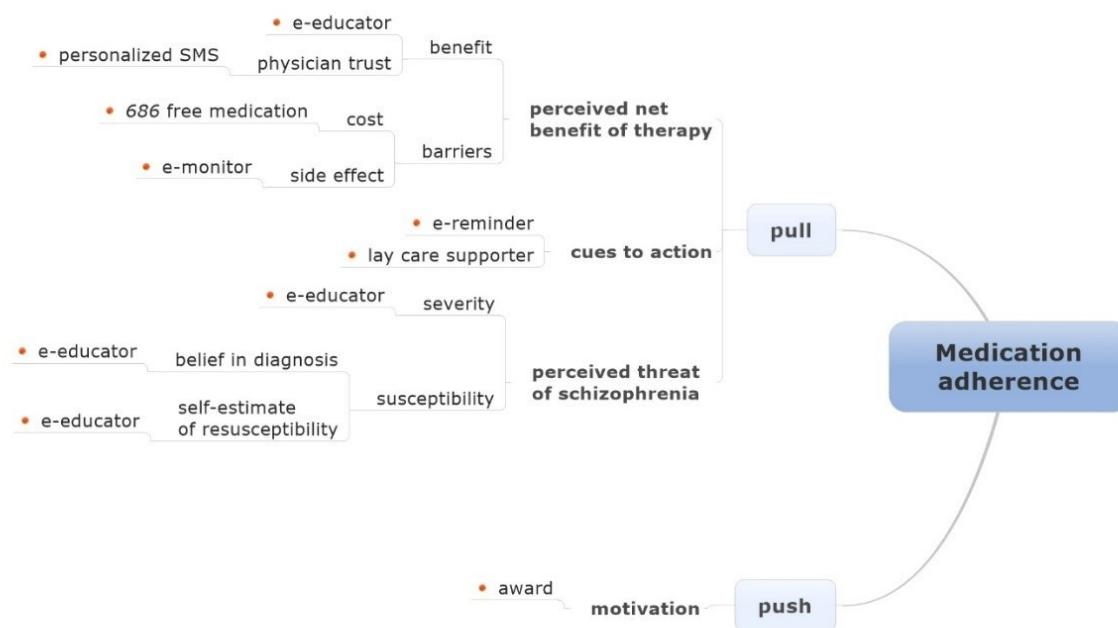 e-educator
benefit
personalized SMS
physician trust
perceived net
benefit of therapy
686 free medication
cost
barriers
e-monitor
side effect
pull
e-reminder
cues to action
lay care supporter
e-educator
severity
Medication
adherence
e-educator
belief in diagnosis
perceived threat
of schizophrenia
susceptibility
e-educator
self-estimate
of resusceptibility
award
motivation
push